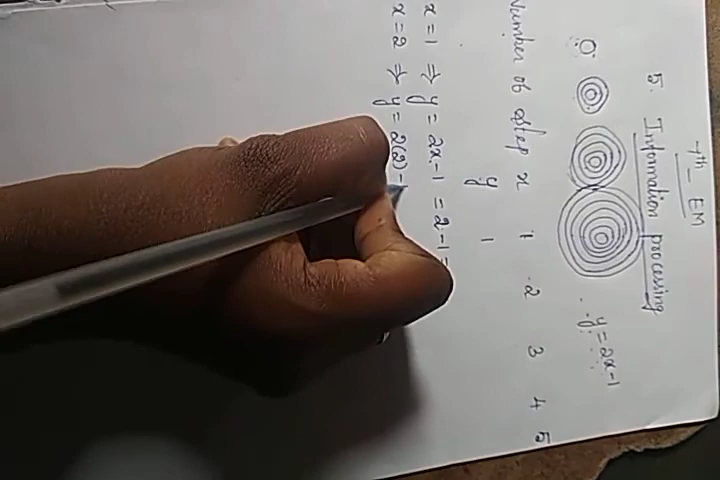 7th EM
5. Information processing
y = 2x-1
Number of step x 1 2 3 4 5
y 1
x = 1 ⇒ y = 2x-1 = 2-1 =
x = 2 ⇒ y = 2(2)-